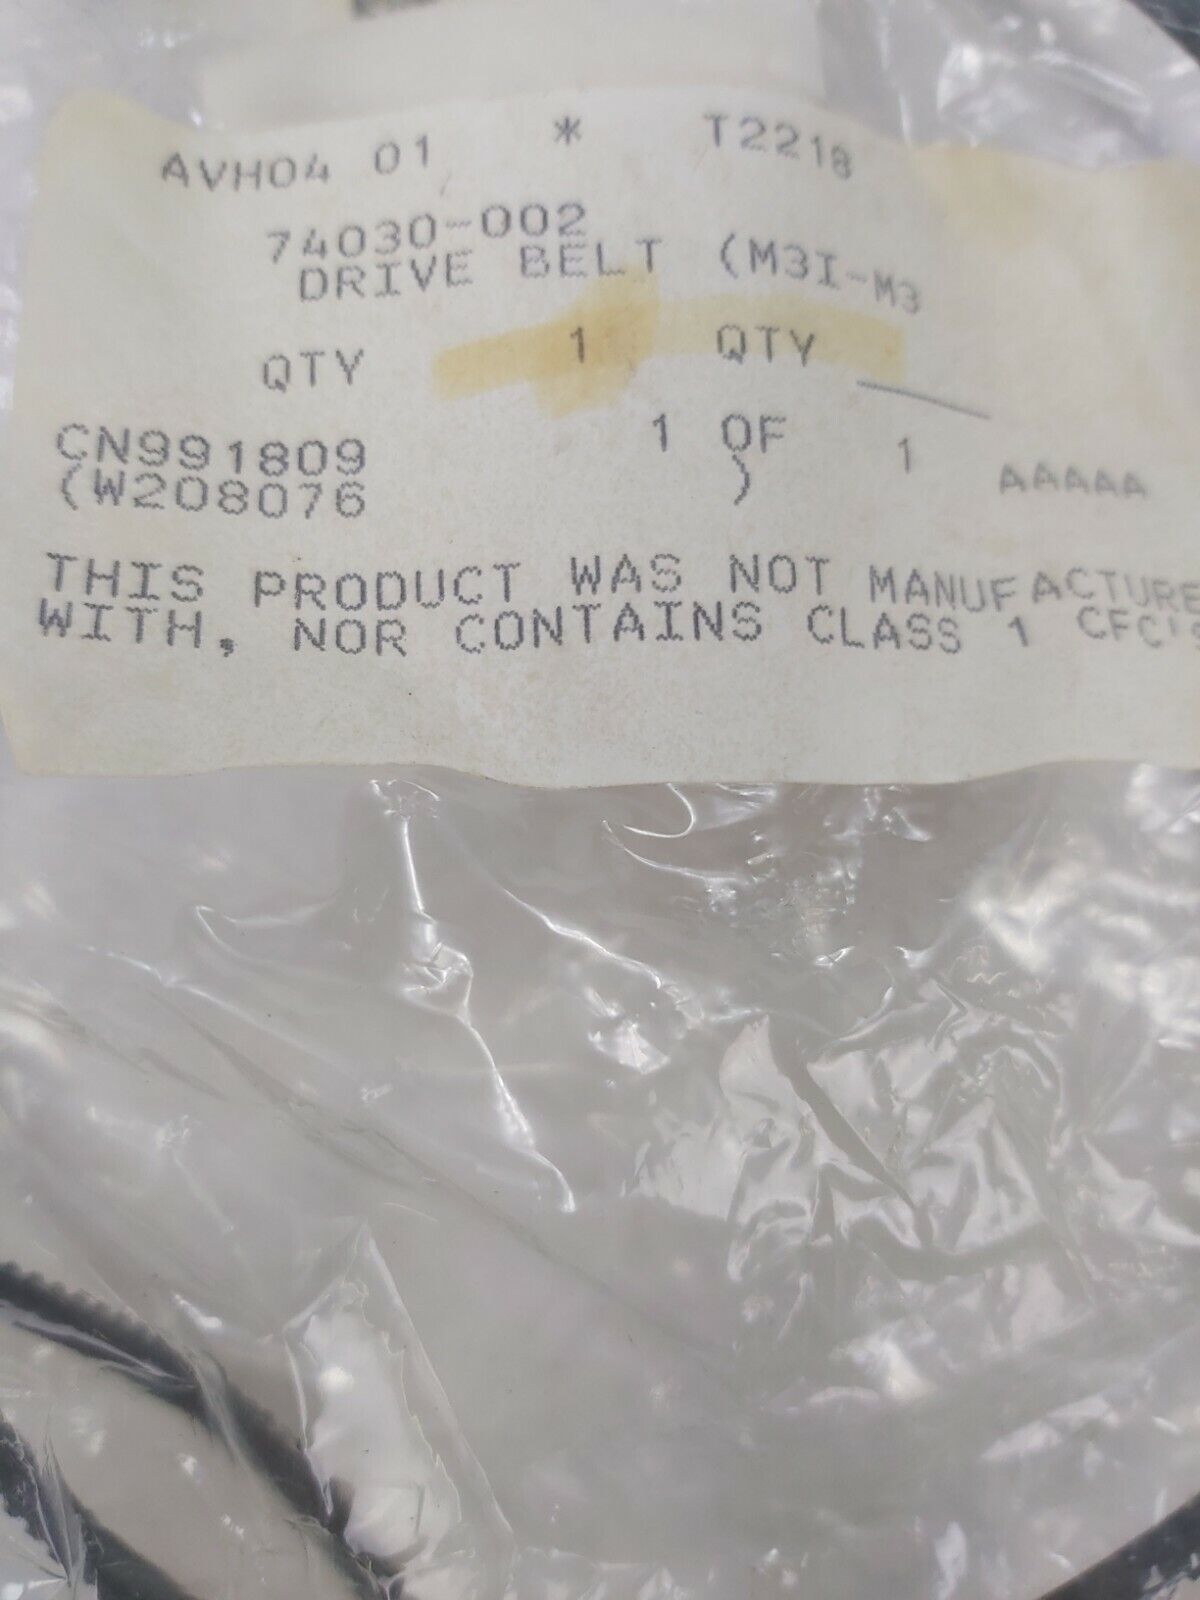 AVH04 01 * T2218
74030-002
DRIVE BELT (M3I-M3
QTY 1 QTY ____
CN991809 1 OF 1 AAAAA
(W208076 )
THIS PRODUCT WAS NOT MANUFACTURE
WITH, NOR CONTAINS CLASS 1 CFC'S